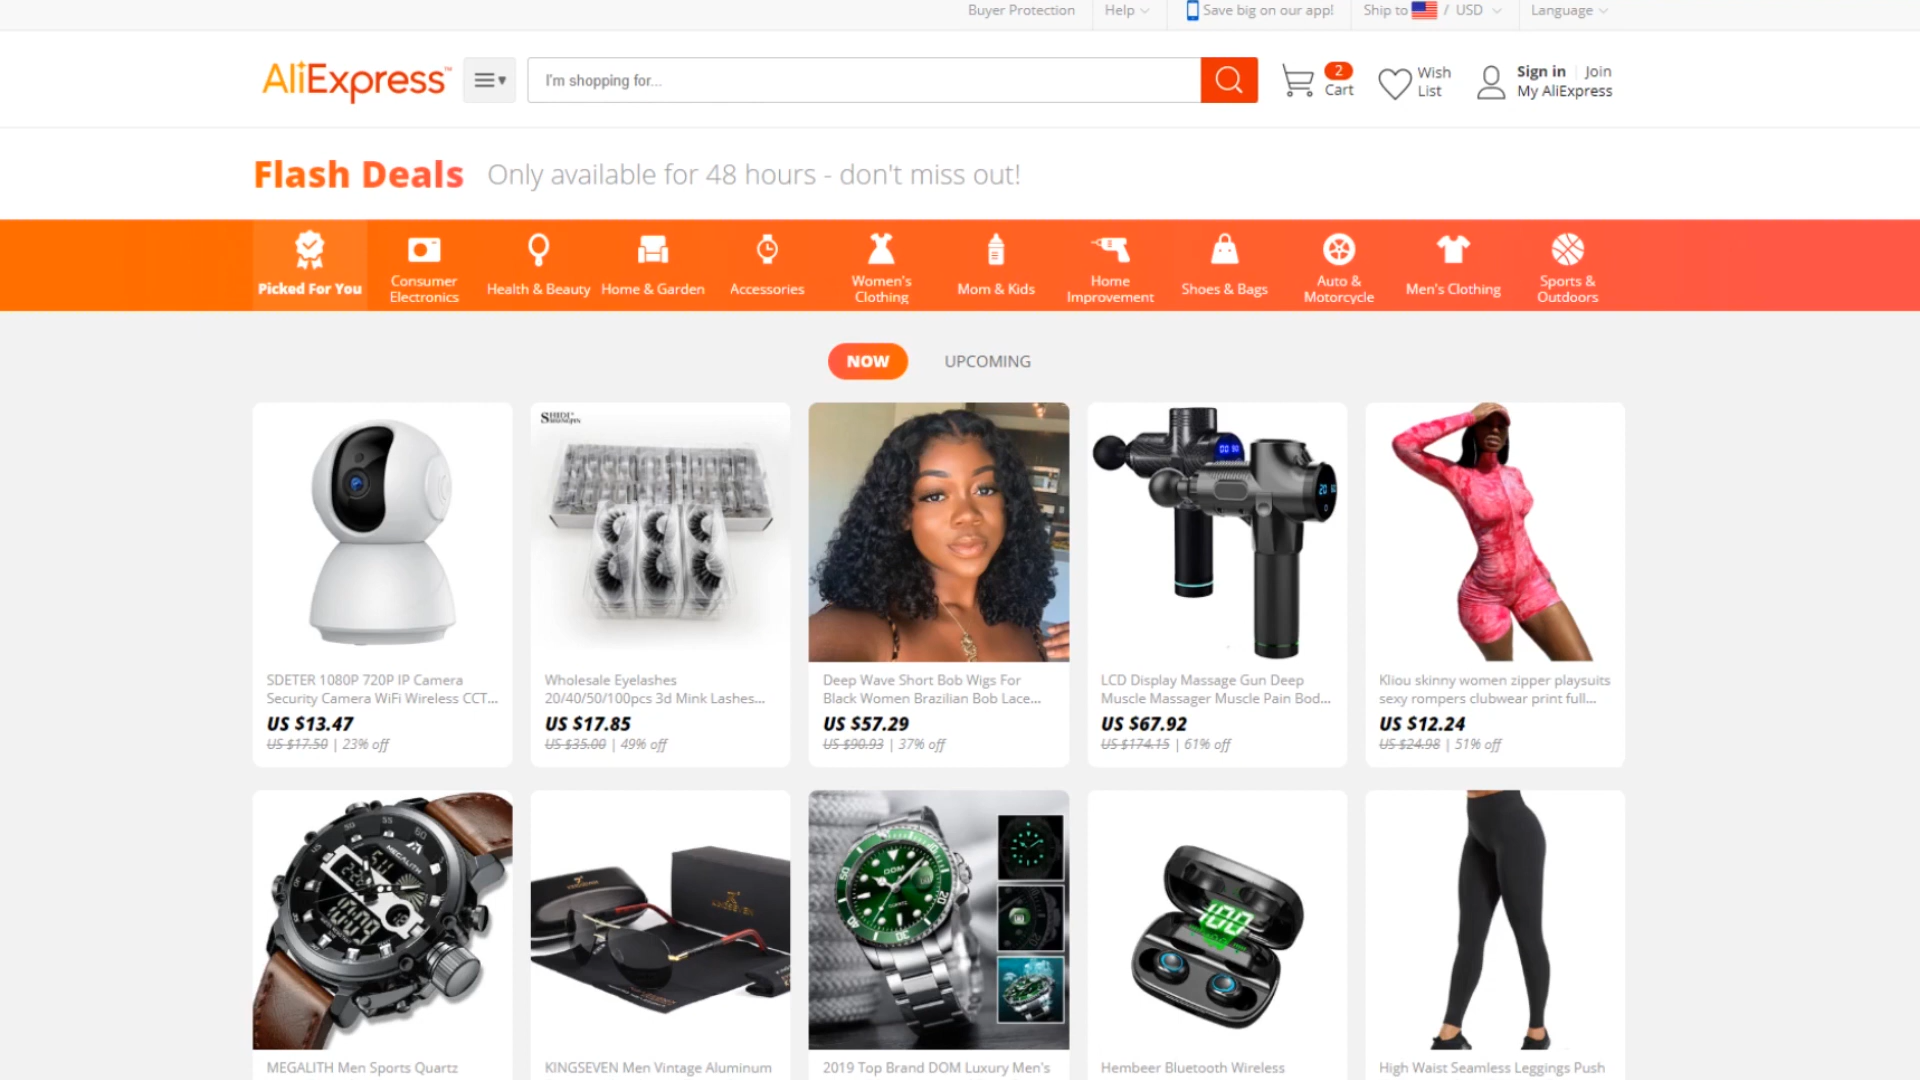 Buyer Protection
Help
Save big on our app!
Ship to / USD
Language
AliExpress™
I'm shopping for...
2
Cart
Wish
List
Sign in
Join
My AliExpress
Flash Deals
Only available for 48 hours - don't miss out!
Picked For You
Consumer
Electronics
Health & Beauty
Home & Garden
Accessories
Women's
Clothing
Mom & Kids
Home
Improvement
Shoes & Bags
Auto &
Motorcycle
Men's Clothing
Sports &
Outdoors
NOW
UPCOMING
SHIDI
SHENGPIN
SDETER 1080P 720P IP Camera
Security Camera WiFi Wireless CCT...
US $13.47
US $17.50 | 23% off
Wholesale Eyelashes
20/40/50/100pcs 3d Mink Lashes...
US $17.85
US $35.00 | 49% off
Deep Wave Short Bob Wigs For
Black Women Brazilian Bob Lace...
US $57.29
US $90.93 | 37% off
LCD Display Massage Gun Deep
Muscle Massager Muscle Pain Bod...
US $67.92
US $174.15 | 61% off
Kliou skinny women zipper playsuits
sexy rompers clubwear print full...
US $12.24
US $24.98 | 51% off
MEGALITH
KINGSEVEN
DOM
100
MEGALITH Men Sports Quartz
KINGSEVEN Men Vintage Aluminum
2019 Top Brand DOM Luxury Men's
Hembeer Bluetooth Wireless
High Waist Seamless Leggings Push